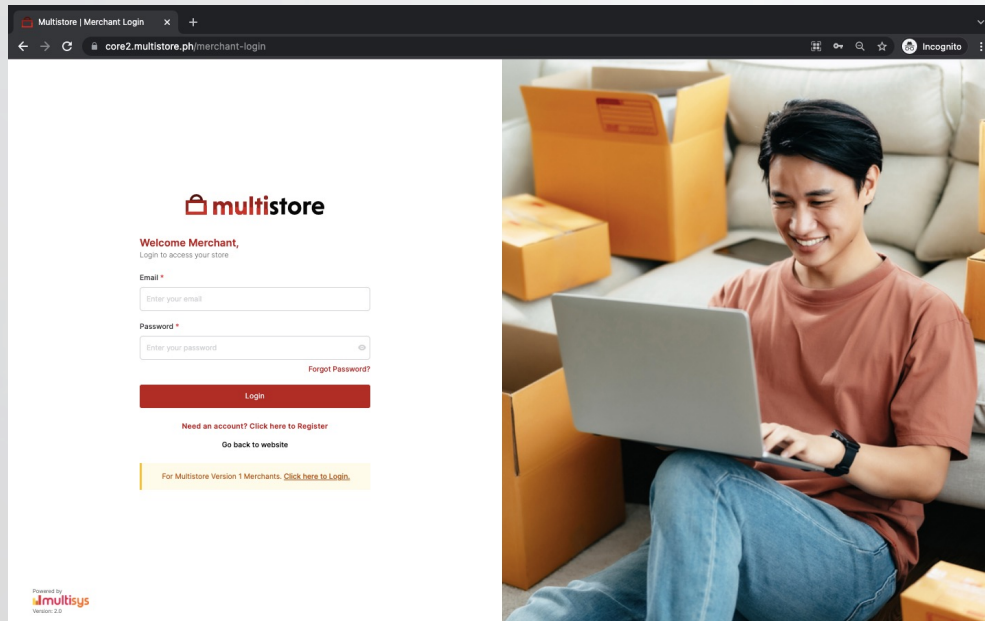 Multistore | Merchant Login
core2.multistore.ph/merchant-login
Incognito
multistore
Welcome Merchant,
Login to access your store
Email *
Enter your email
Password *
Enter your password
Forgot Password?
Login
Need an account? Click here to Register
Go back to website
For Multistore Version 1 Merchants. Click here to Login.
Powered by
multisys
Version 2.0